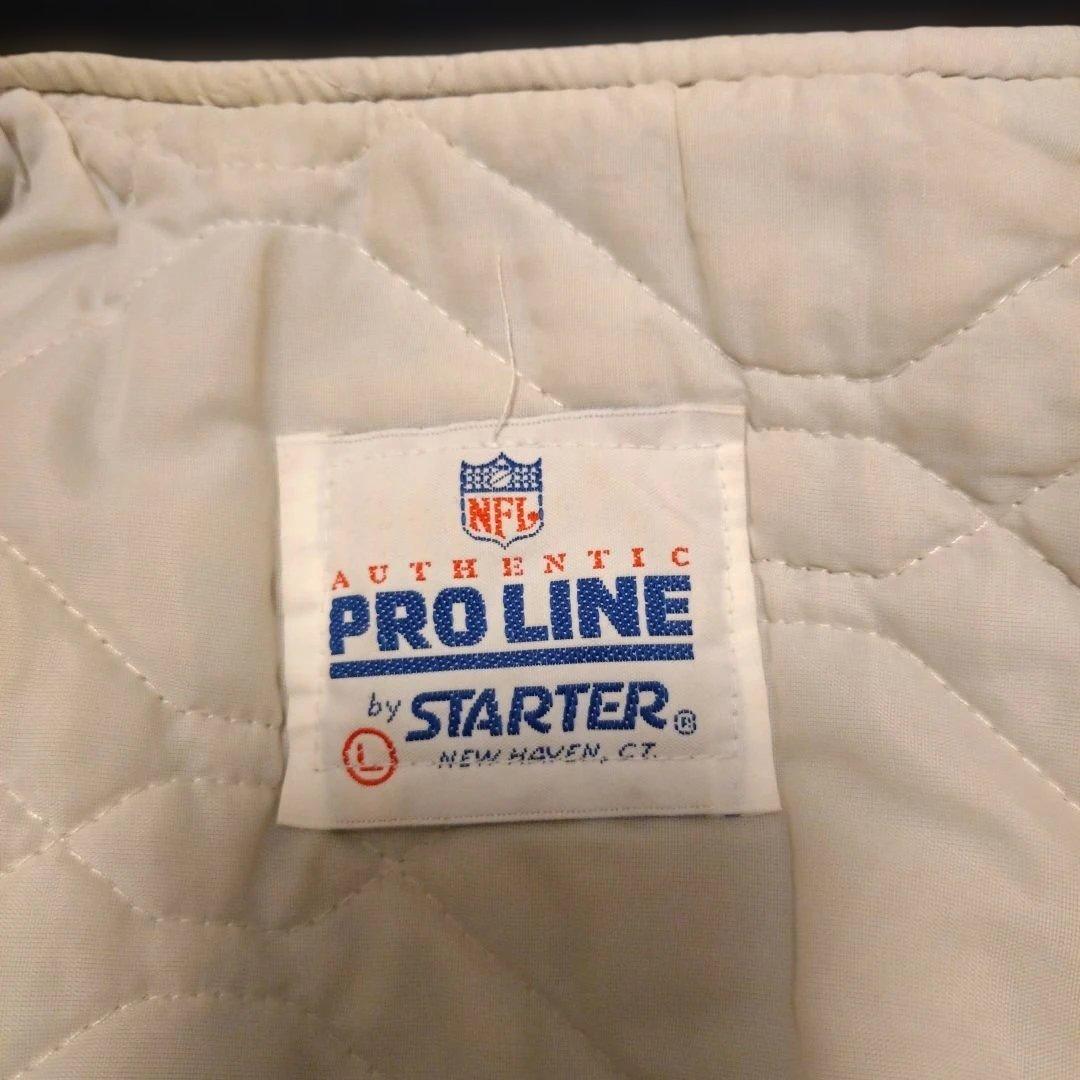 NFL
AUTHENTIC
PRO LINE
by STARTER ®
L NEW HAVEN, CT.